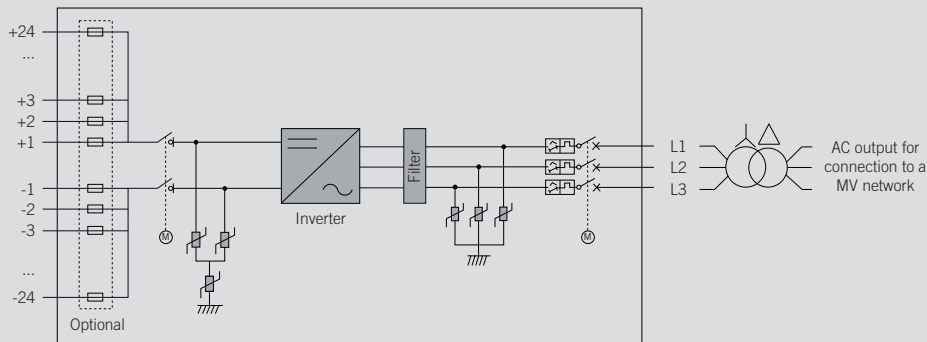 +24
...
+3
+2
+1
-1
-2
-3
...
-24
Optional
M
Inverter
Filter
M
L1
L2
L3
AC output for
connection to a
MV network